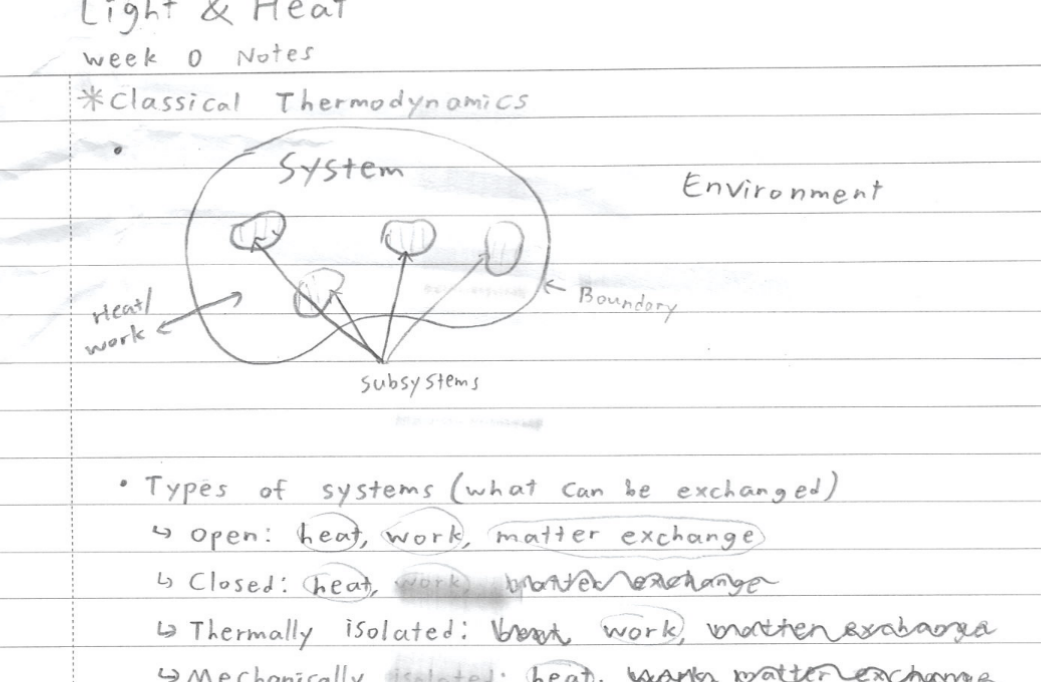 Light & Heat
Week 0 Notes
*Classical Thermodynamics
•
System
Environment
Heat/
work
Boundary
subsystems
• Types of systems (what can be exchanged)
↳ Open: heat, work, matter exchange
↳ Closed: heat, work, matter exchange
↳ Thermally isolated: heat, work, matter exchange
↳ Mechanically isolated: heat, work, matter exchange